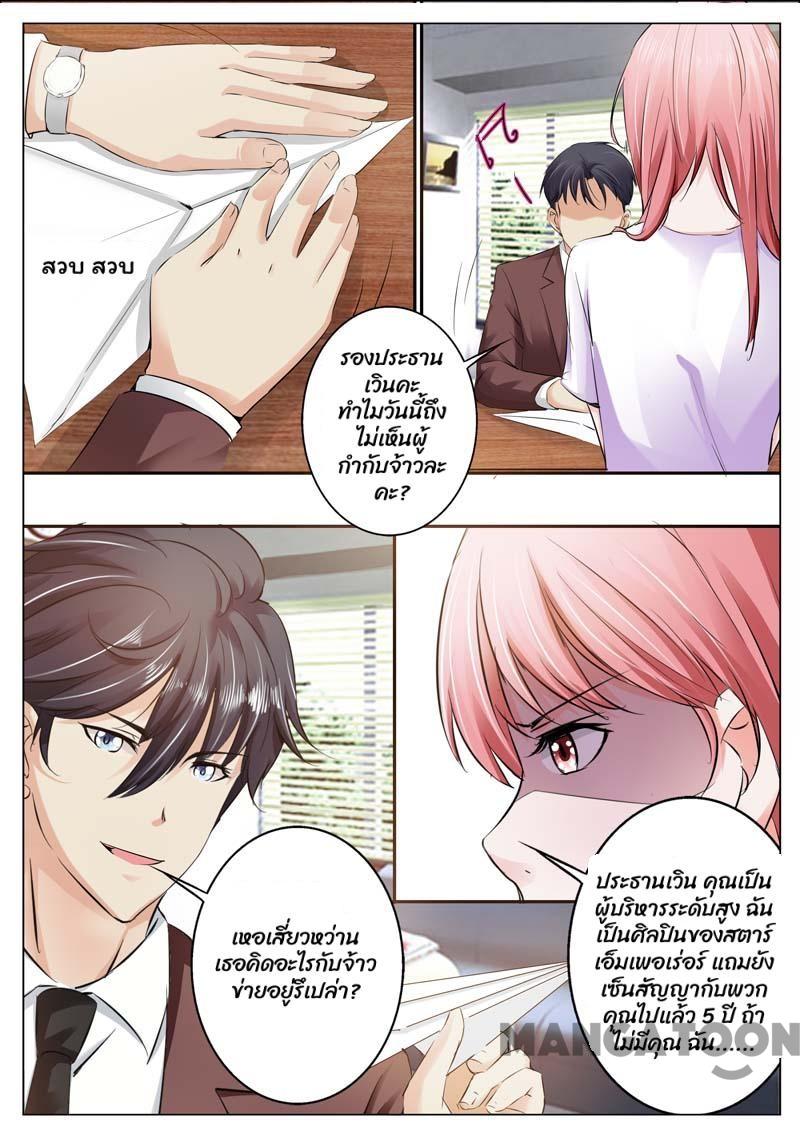 สวบ สวบ
รองประธาน
เวินคะ
ทำไมวันนี้ถึง
ไม่เห็นผู้
กำกับจ้าวละ
คะ?
เหอเสี่ยวหว่าน
เธอคิดอะไรกับจ้าว
ข่ายอยู่รึเปล่า?
ประธานเวิน คุณเป็น
ผู้บริหารระดับสูง ฉัน
เป็นศิลปินของสตาร์
เอ็มเพอเร่อร์ แถมยัง
เซ็นสัญญากับพวก
คุณไปแล้ว 5 ปี ถ้า
ไม่มีคุณ ฉัน......
MANGATOON